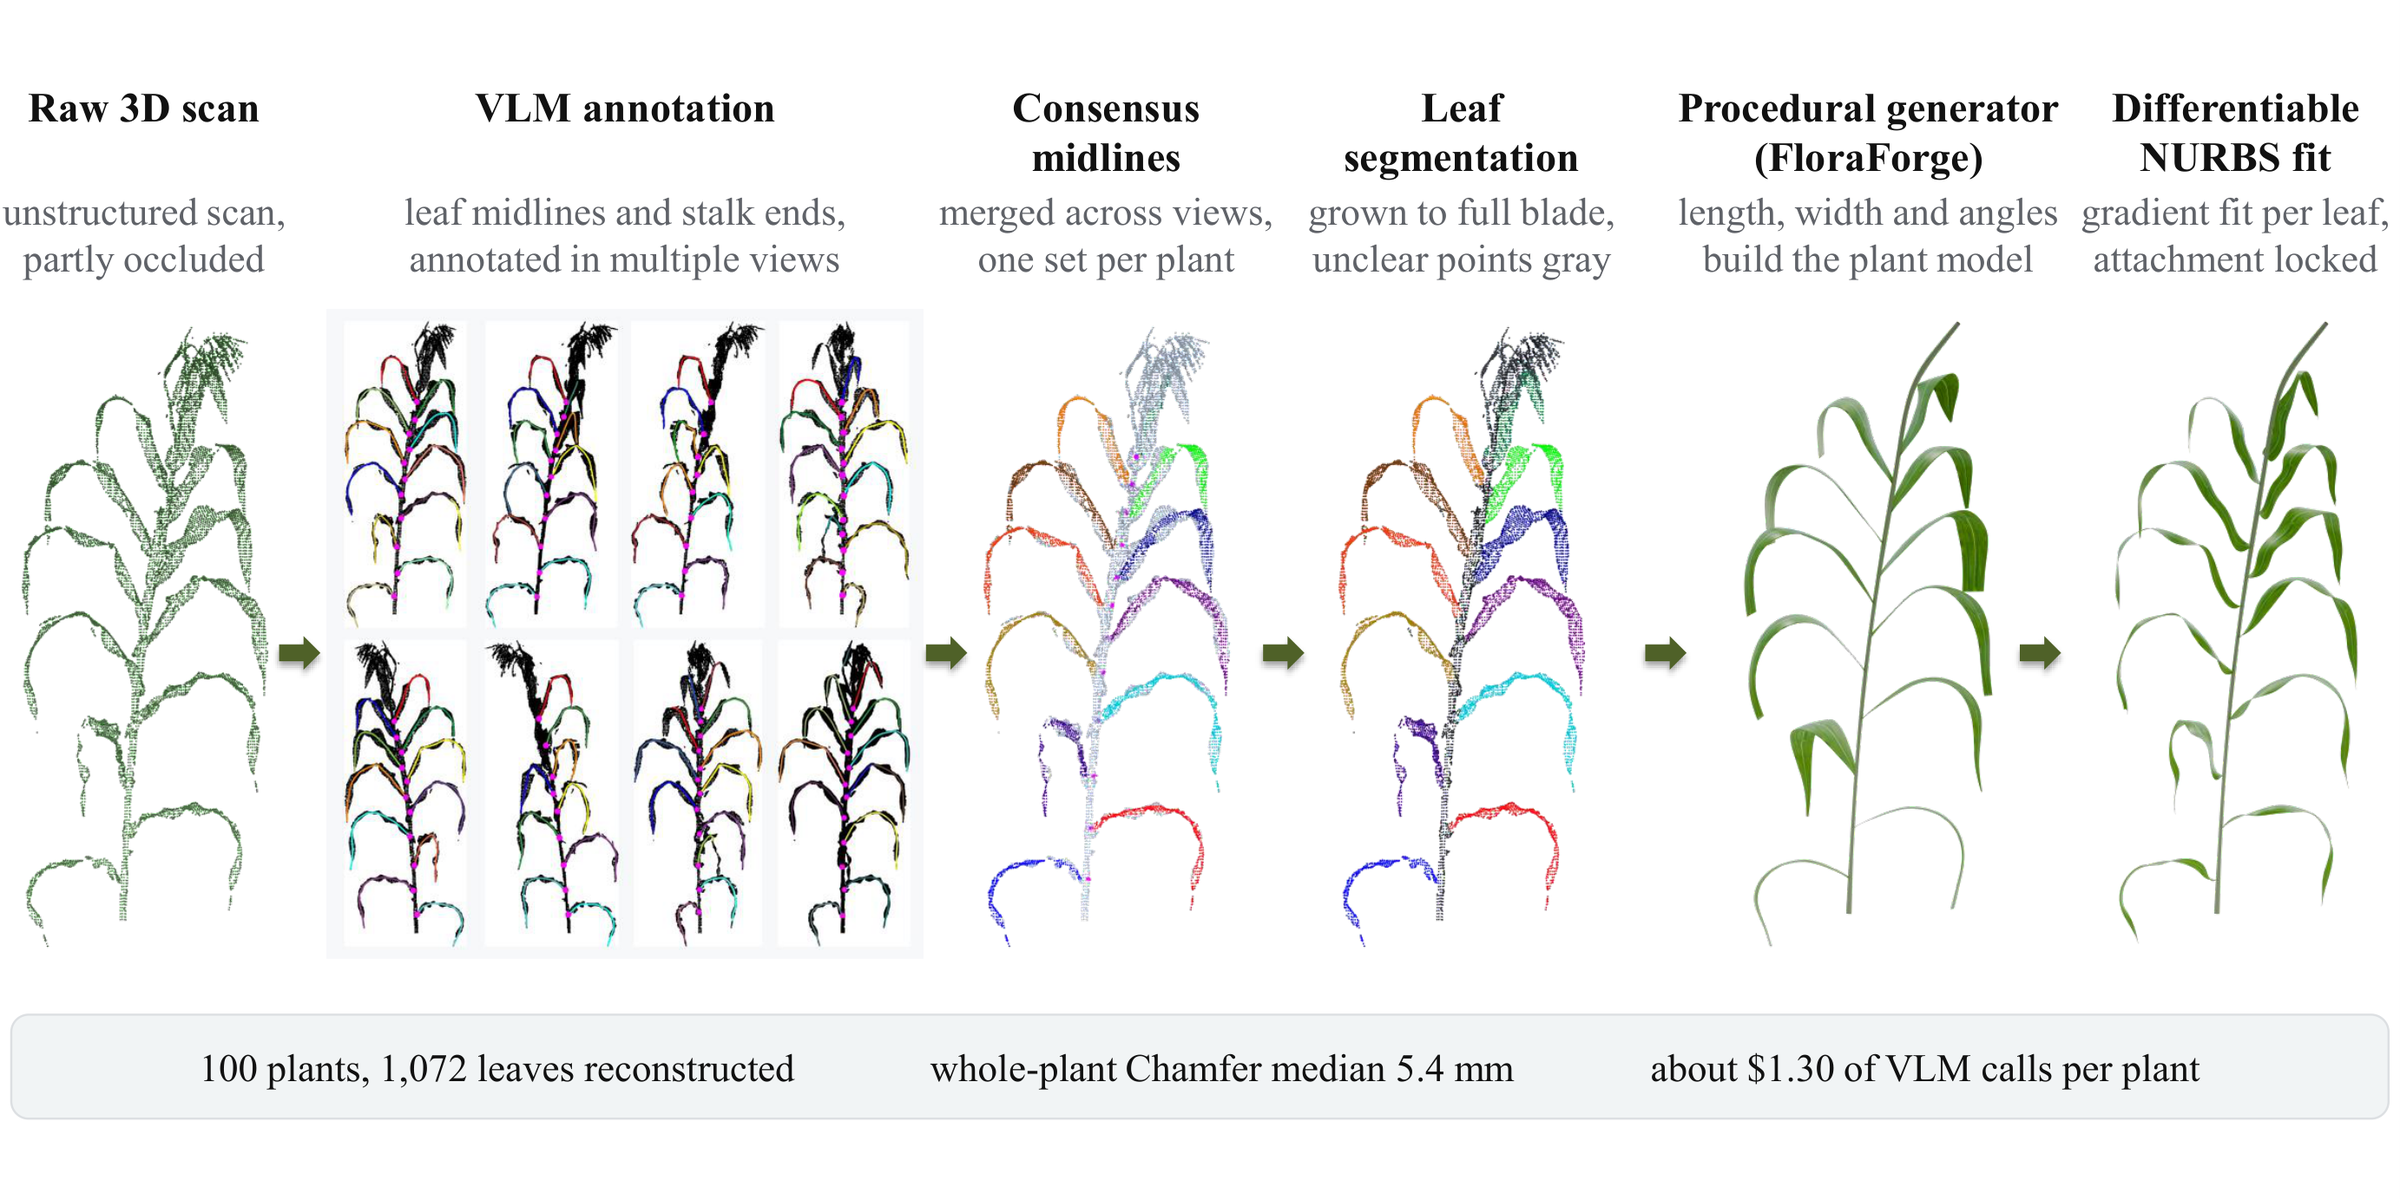 Raw 3D scan
unstructured scan,
partly occluded
VLM annotation
leaf midlines and stalk ends,
annotated in multiple views
Consensus
midlines
merged across views,
one set per plant
Leaf
segmentation
grown to full blade,
unclear points gray
Procedural generator
(FloraForge)
length, width and angles
build the plant model
Differentiable
NURBS fit
gradient fit per leaf,
attachment locked
100 plants, 1,072 leaves reconstructed
whole-plant Chamfer median 5.4 mm
about $1.30 of VLM calls per plant